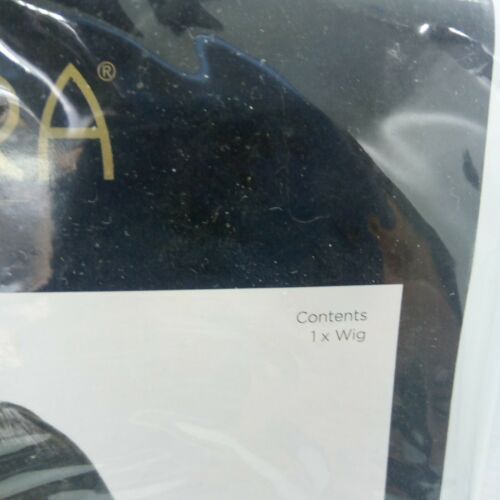 RA®
Contents
1 x Wig